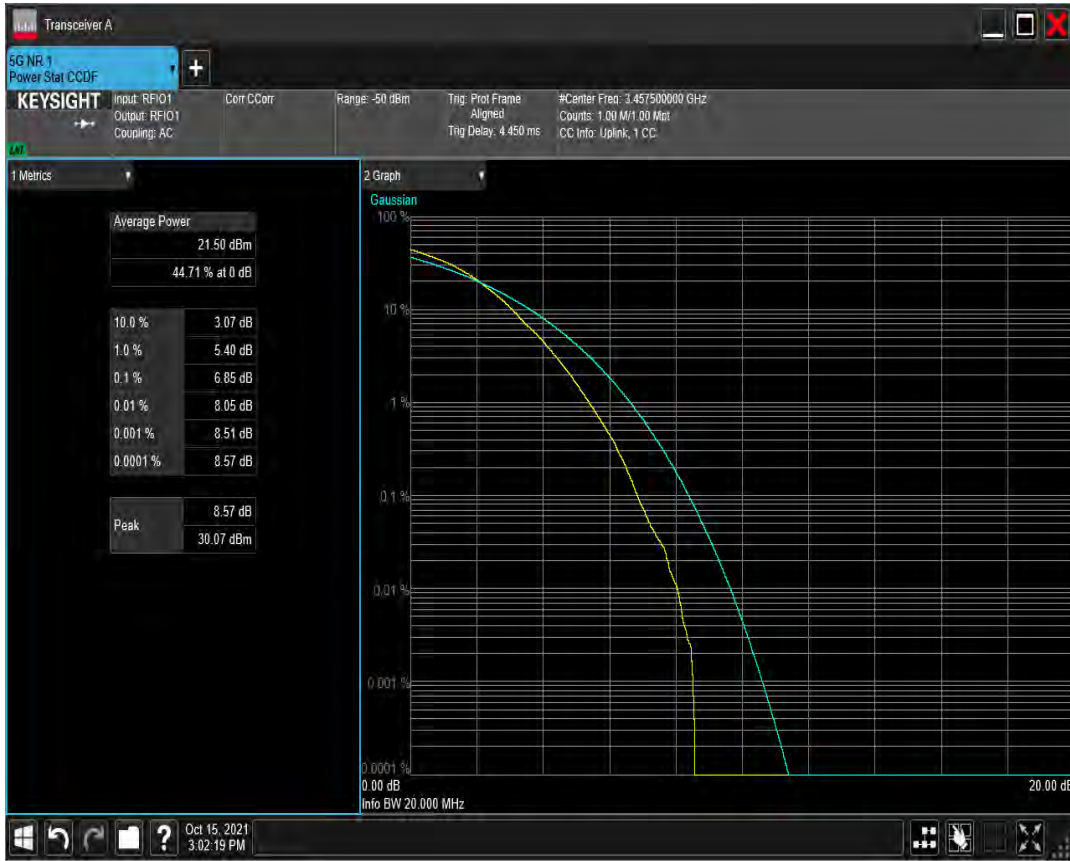 Transceiver A
5G NR 1
Power Stat CCDF
+
KEYSIGHT
Input: RFIO1
Output: RFIO1
Coupling: AC
Corr CCorr
Range: -50 dBm
Trig: Prot Frame
Aligned
Trig Delay: 4.450 ms
#Center Freq: 3.457500000 GHz
Counts: 1.00 M/1.00 Mpt
CC Info: Uplink, 1 CC
1 Metrics
Average Power
21.50 dBm
44.71 % at 0 dB
10.0 % 3.07 dB
1.0 % 5.40 dB
0.1 % 6.85 dB
0.01 % 8.05 dB
0.001 % 8.51 dB
0.0001 % 8.57 dB
Peak
8.57 dB
30.07 dBm
2 Graph
Gaussian
100 %
10 %
1 %
0.1 %
0.01 %
0.001 %
0.0001 %
0.00 dB 20.00 dB
Info BW 20.000 MHz
? Oct 15, 2021
3:02:19 PM